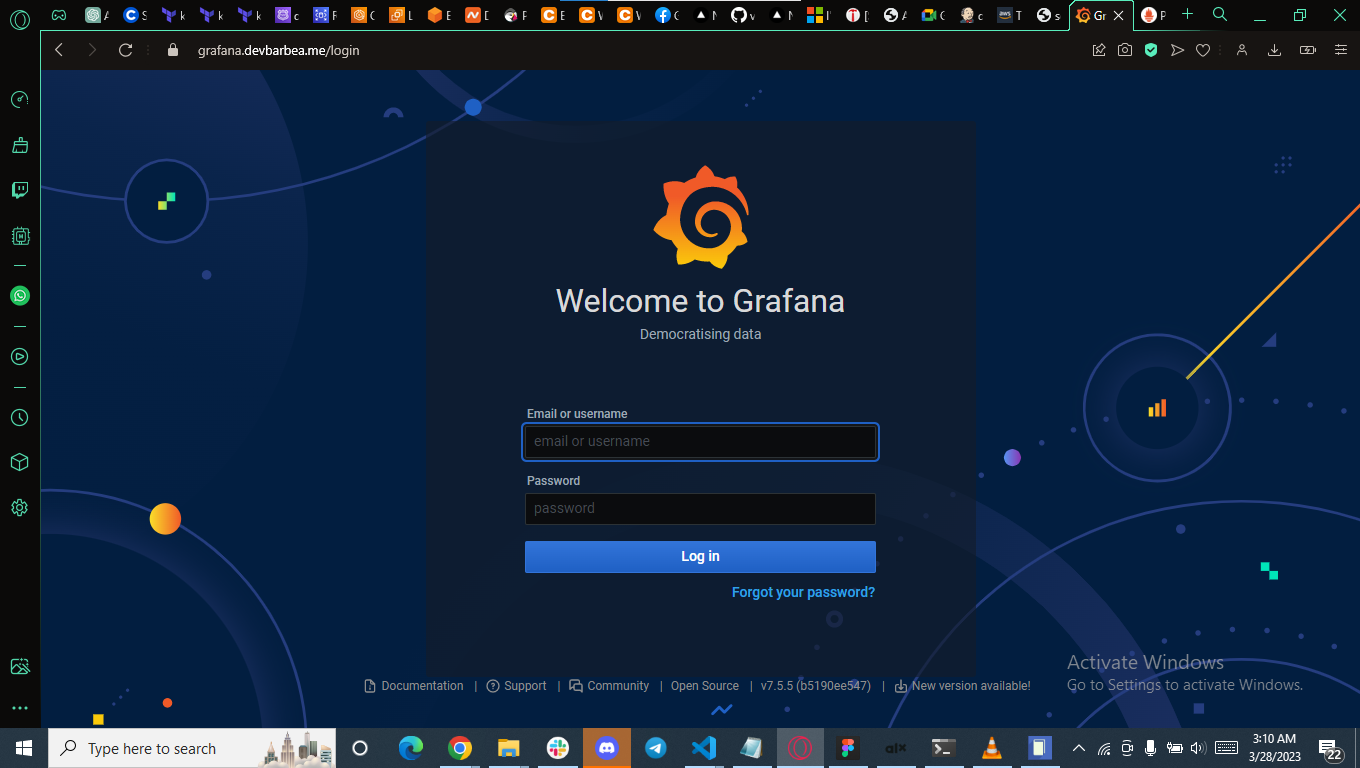 Gr
grafana.devbarbea.me/login
Welcome to Grafana
Democratising data
Email or username
email or username
Password
password
Log in
Forgot your password?
Documentation | Support | Community | Open Source | v7.5.5 (b5190ee547) | New version available!
Activate Windows
Go to Settings to activate Windows.
Type here to search
alx
3:10 AM
3/28/2023
22